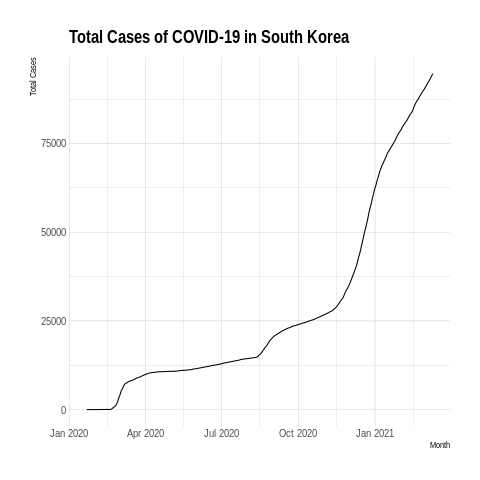 Total Cases of COVID-19 in South Korea
Total Cases
75000
50000
25000
0
Jan 2020 Apr 2020 Jul 2020 Oct 2020 Jan 2021
Month